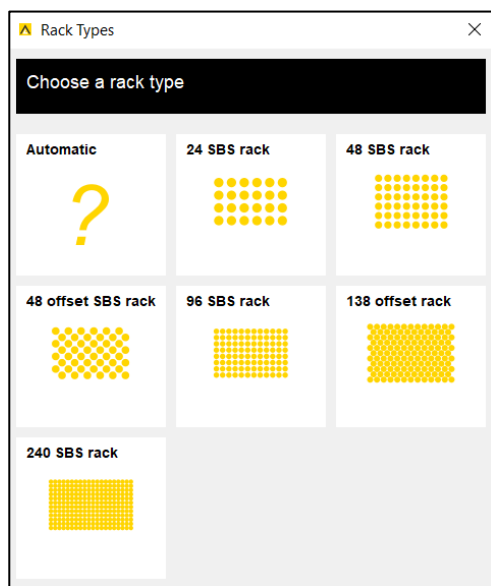 Rack Types
Choose a rack type
Automatic
24 SBS rack
48 SBS rack
?
48 offset SBS rack
96 SBS rack
138 offset rack
240 SBS rack